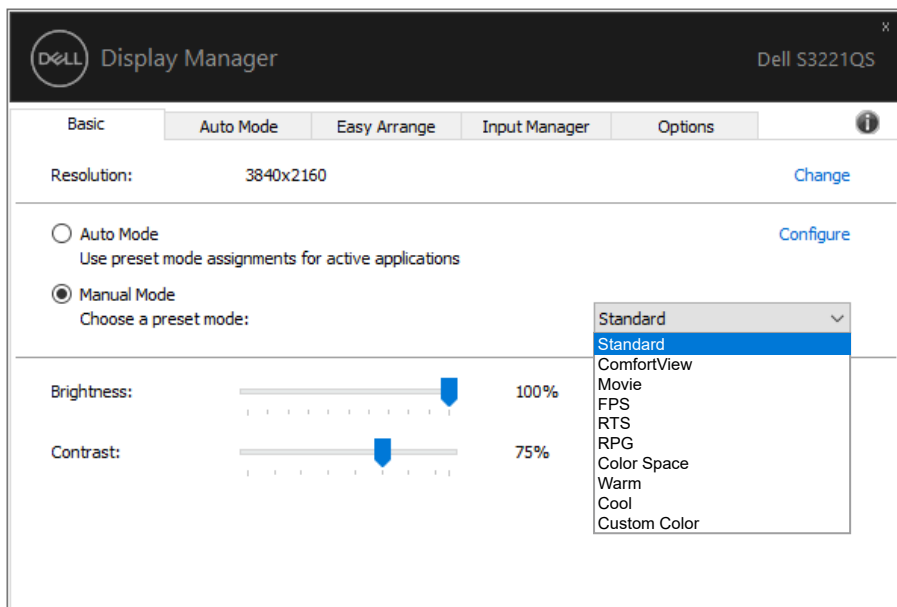 DELL Display Manager
x
Dell S3221QS
Basic Auto Mode Easy Arrange Input Manager Options i
Resolution: 3840x2160 Change
Auto Mode Configure
Use preset mode assignments for active applications
Manual Mode
Choose a preset mode: Standard
Standard
ComfortView
Movie
FPS
RTS
RPG
Color Space
Warm
Cool
Custom Color
Brightness: 100%
Contrast: 75%